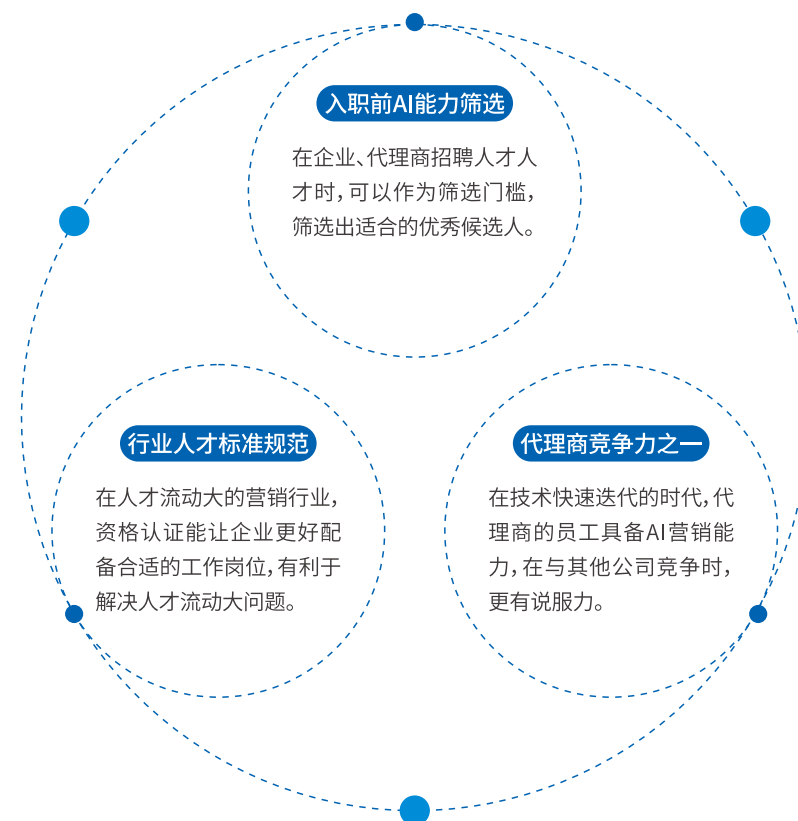 入职前AI能力筛选
在企业、代理商招聘人才人
才时，可以作为筛选门槛，
筛选出适合的优秀候选人。
行业人才标准规范
在人才流动大的营销行业，
资格认证能让企业更好配
备合适的工作岗位，有利于
解决人才流动大问题。
代理商竞争力之一
在技术快速迭代的时代，代
理商的员工具备AI营销能
力，在与其他公司竞争时，
更有说服力。